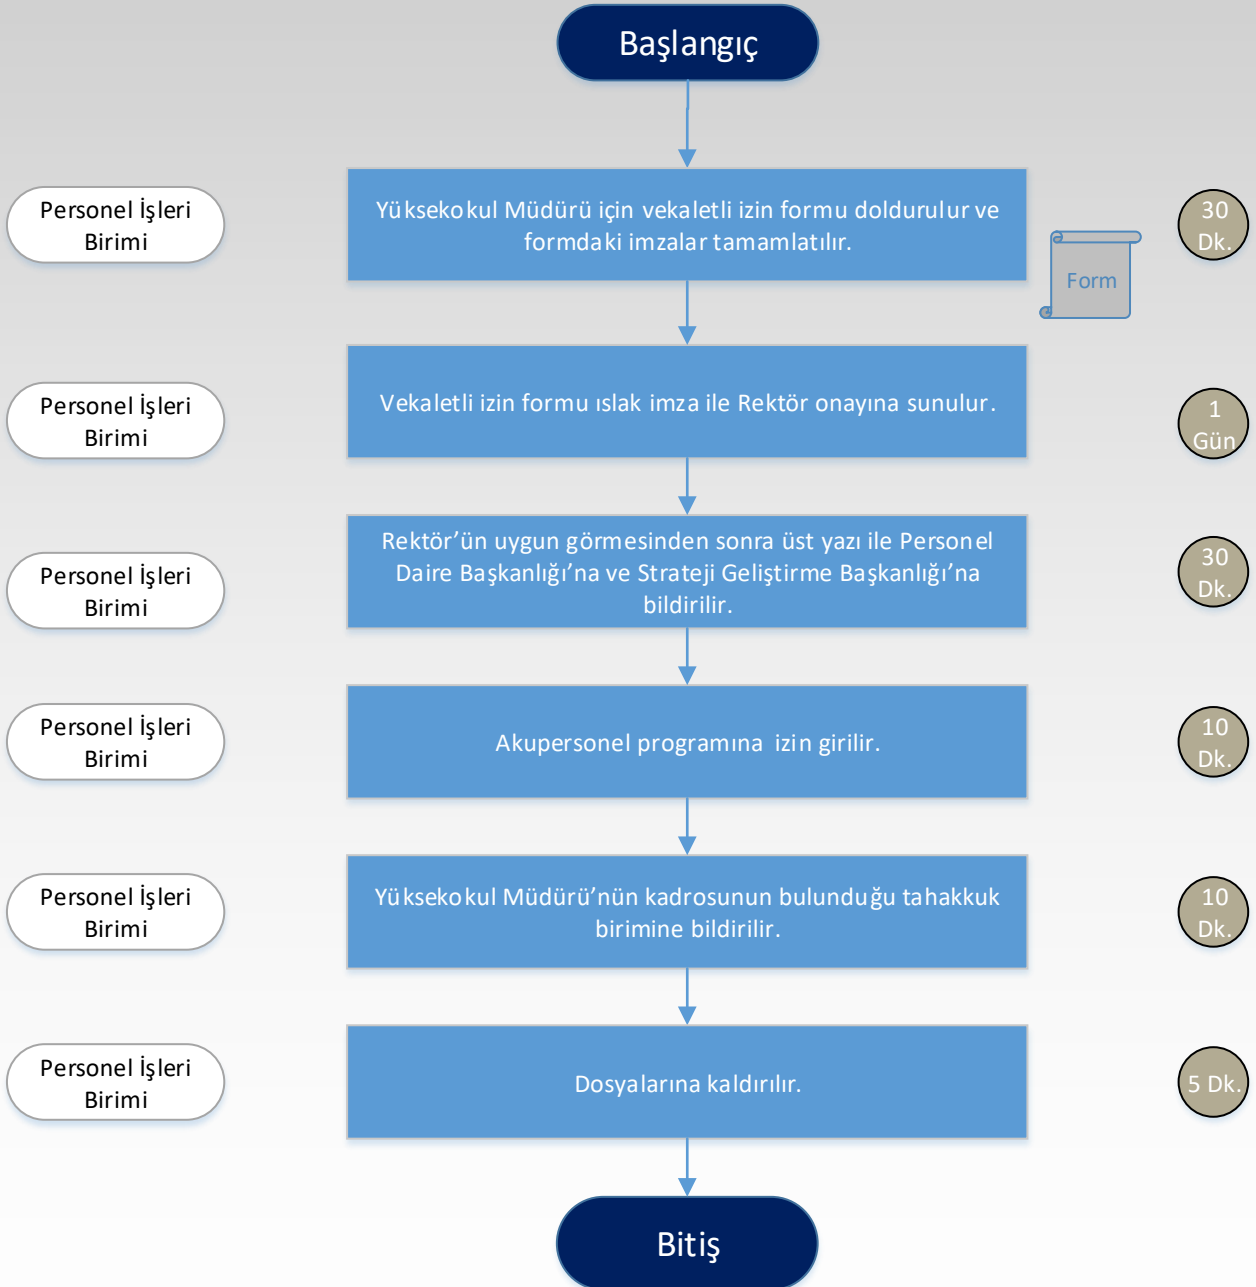 Başlangıç
Personel İşleri
Birimi
Yüksekokul Müdürü için vekaletli izin formu doldurulur ve
formdaki imzalar tamamlatılır.
30
Dk.
Form
Personel İşleri
Birimi
Vekaletli izin formu ıslak imza ile Rektör onayına sunulur.
1
Gün
Personel İşleri
Birimi
Rektör’ün uygun görmesinden sonra üst yazı ile Personel
Daire Başkanlığı’na ve Strateji Geliştirme Başkanlığı’na
bildirilir.
30
Dk.
Personel İşleri
Birimi
Akupersonel programına izin girilir.
10
Dk.
Personel İşleri
Birimi
Yüksekokul Müdürü’nün kadrosunun bulunduğu tahakkuk
birimine bildirilir.
10
Dk.
Personel İşleri
Birimi
Dosyalarına kaldırılır.
5 Dk.
Bitiş